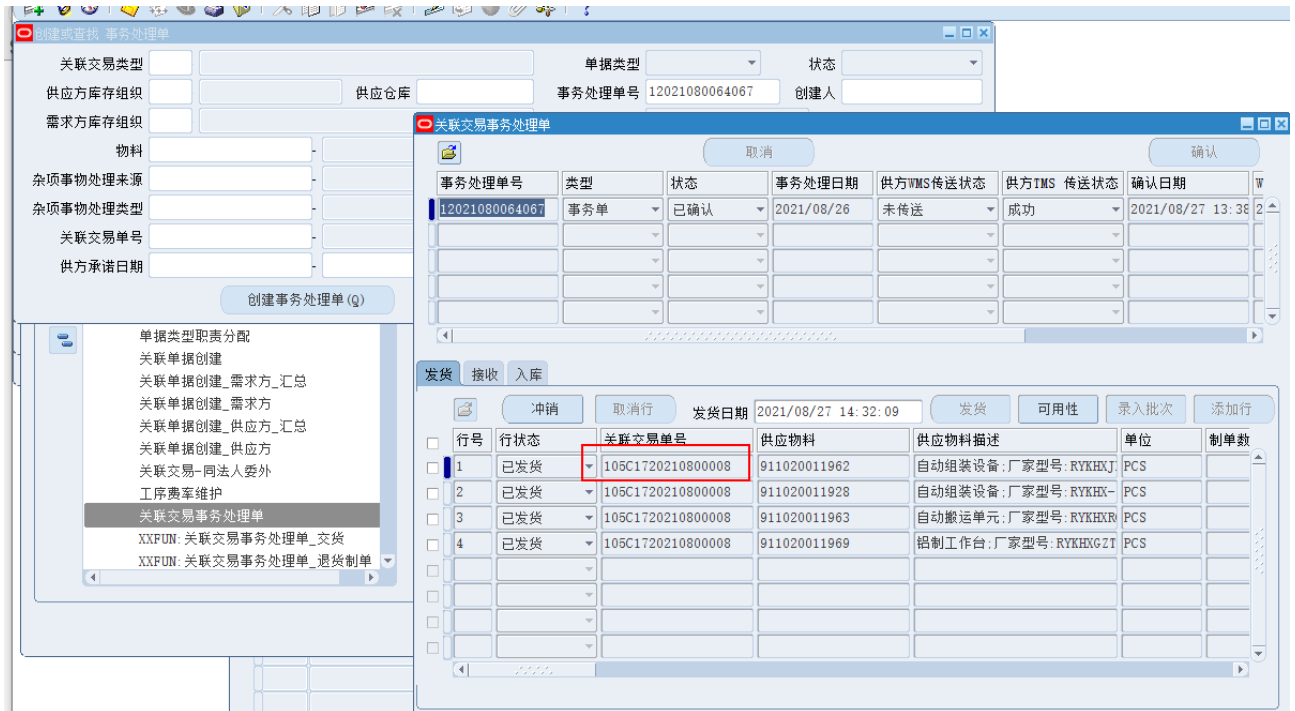 创建或查找 事务处理单
关联交易类型 单据类型 状态
供应方库存组织 供应仓库 事务处理单号 12021080064067 创建人
需求方库存组织
物料 -
杂项事物处理来源 -
杂项事物处理类型 -
关联交易单号 -
供方承诺日期 -
创建事务处理单(Q)
单据类型职责分配
关联单据创建
关联单据创建_需求方_汇总
关联单据创建_需求方
关联单据创建_供应方_汇总
关联单据创建_供应方
关联交易-同法人委外
工序费率维护
关联交易事务处理单
XXFUN:关联交易事务处理单_交货
XXFUN:关联交易事务处理单_退货制单
关联交易事务处理单
取消 确认
事务处理单号 类型 状态 事务处理日期 供方WMS传送状态 供方TMS 传送状态 确认日期 W
12021080064067 事务单 已确认 2021/08/26 未传送 成功 2021/08/27 13:38 2
发货 接收 入库
冲销 取消行 发货日期 2021/08/27 14:32:09 发货 可用性 录入批次 添加行
行号 行状态 关联交易单号 供应物料 供应物料描述 单位 制单数
1 已发货 105C1720210800008 911020011962 自动组装设备;厂家型号:RYKHXJ PCS
2 已发货 105C1720210800008 911020011928 自动组装设备;厂家型号:RYKHX- PCS
3 已发货 105C1720210800008 911020011963 自动搬运单元;厂家型号:RYKHXR PCS
4 已发货 105C1720210800008 911020011969 铝制工作台;厂家型号:RYKHXGZT PCS